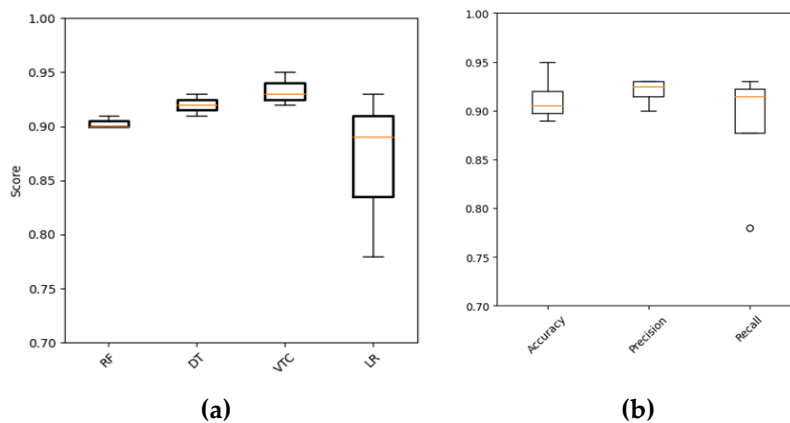 1.00
0.95
0.90
0.85
0.80
0.75
0.70
Score
RF
DT
VTC
LR
(a)
1.00
0.95
0.90
0.85
0.80
0.75
0.70
Accuracy
Precision
Recall
(b)